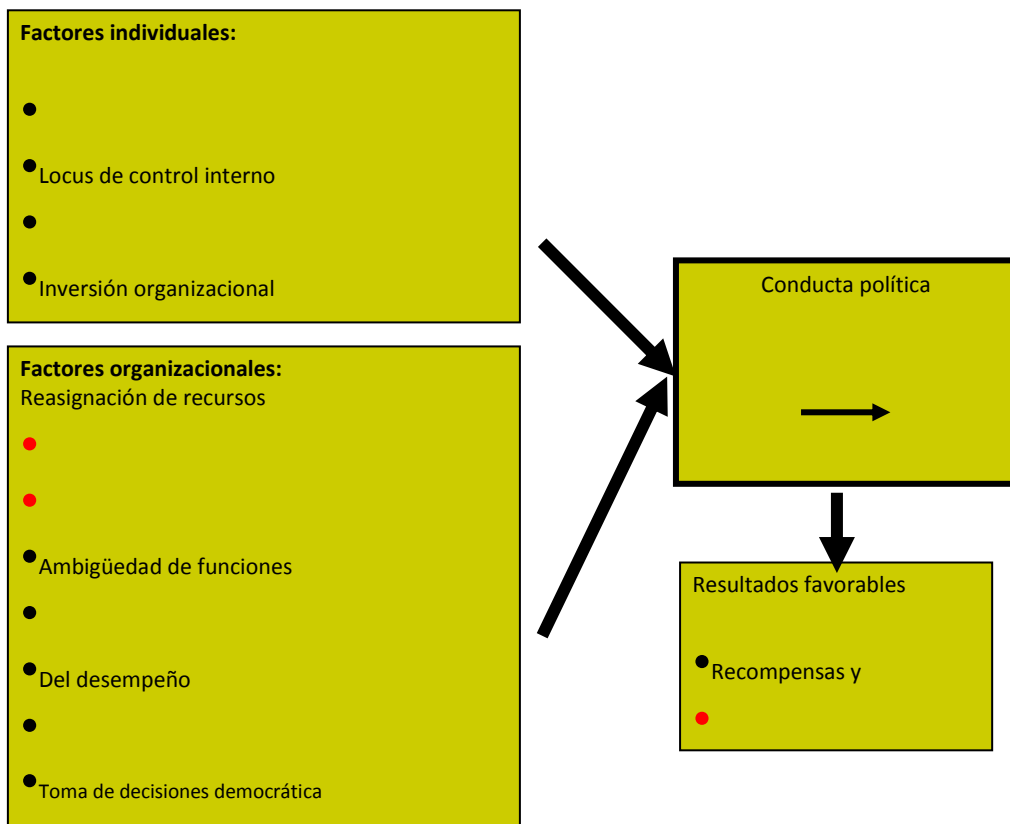 Factores individuales:
Locus de control interno
Inversión organizacional
Factores organizacionales:
Reasignación de recursos
Ambigüedad de funciones
Del desempeño
Toma de decisiones democrática
Conducta política
Resultados favorables
Recompensas y